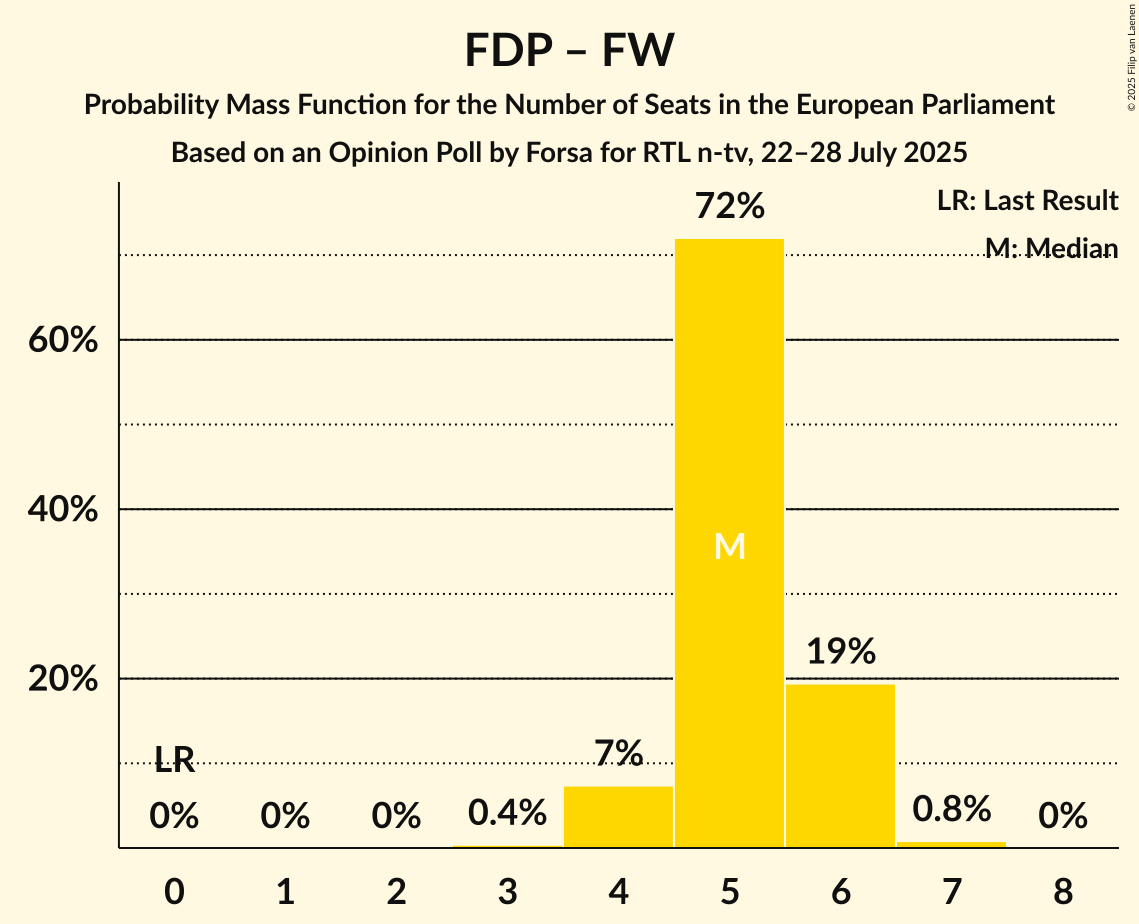 FDP – FW
Probability Mass Function for the Number of Seats in the European Parliament
Based on an Opinion Poll by Forsa for RTL n-tv, 22–28 July 2025
© 2025 Filip van Laenen
LR: Last Result
M: Median
72%
60%
40%
M
19%
20%
LR
7%
0% 0% 0% 0.4% 0.8% 0%
0 1 2 3 4 5 6 7 8